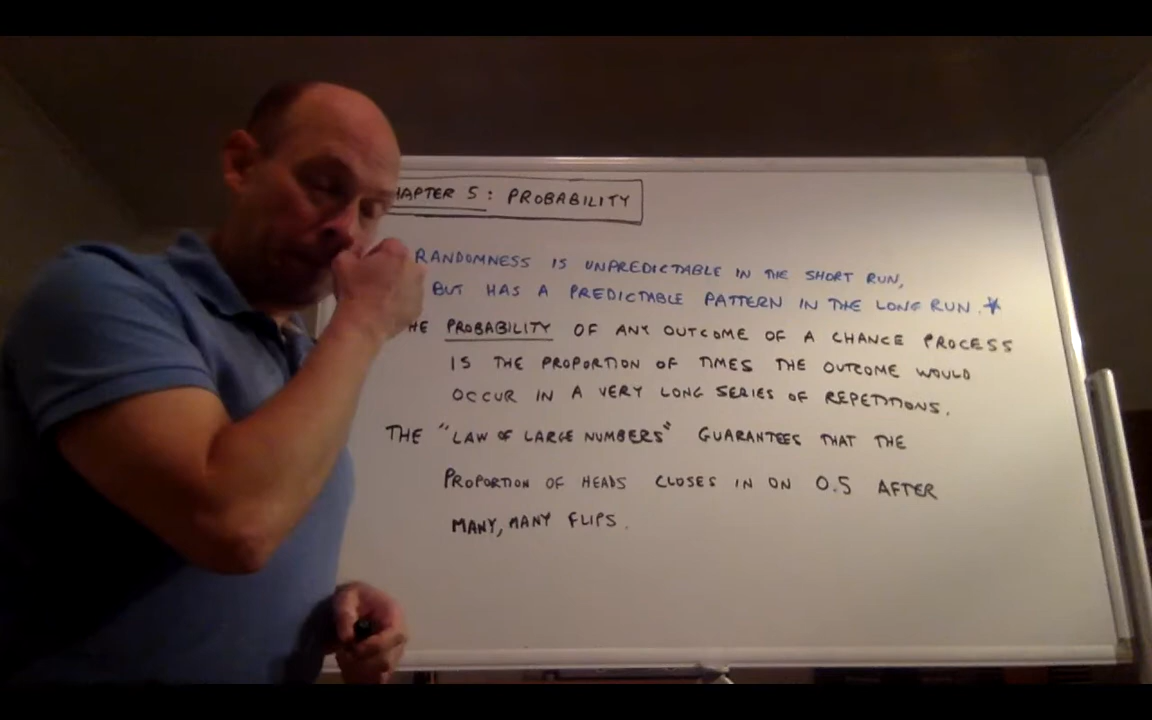 HAPTER 5: PROBABILITY
RANDOMNESS IS UNPREDICTABLE IN THE SHORT RUN,
BUT HAS A PREDICTABLE PATTERN IN THE LONG RUN.*
HE PROBABILITY OF ANY OUTCOME OF A CHANCE PROCESS
IS THE PROPORTION OF TIMES THE OUTCOME WOULD
OCCUR IN A VERY LONG SERIES OF REPETITIONS.
THE "LAW OF LARGE NUMBERS" GUARANTEES THAT THE
PROPORTION OF HEADS CLOSES IN ON 0.5 AFTER
MANY, MANY FLIPS.